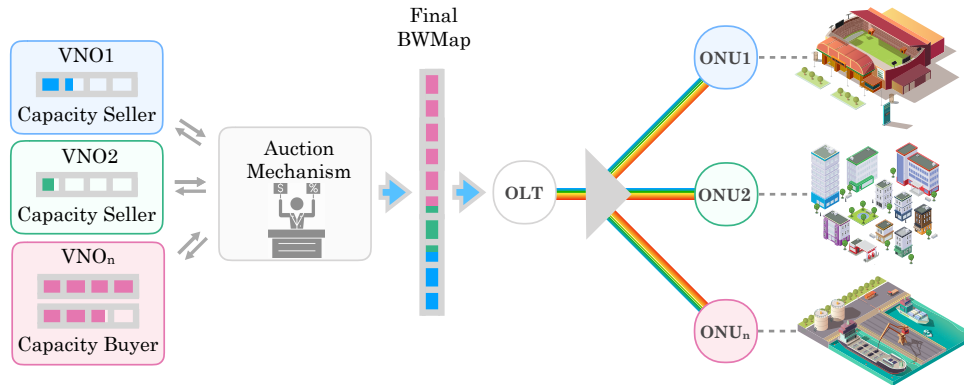 VNO1
Capacity Seller
VNO2
Capacity Seller
VNOₙ
Capacity Buyer
Auction
Mechanism
$ %
Final
BWMap
OLT
ONU1
ONU2
ONUₙ